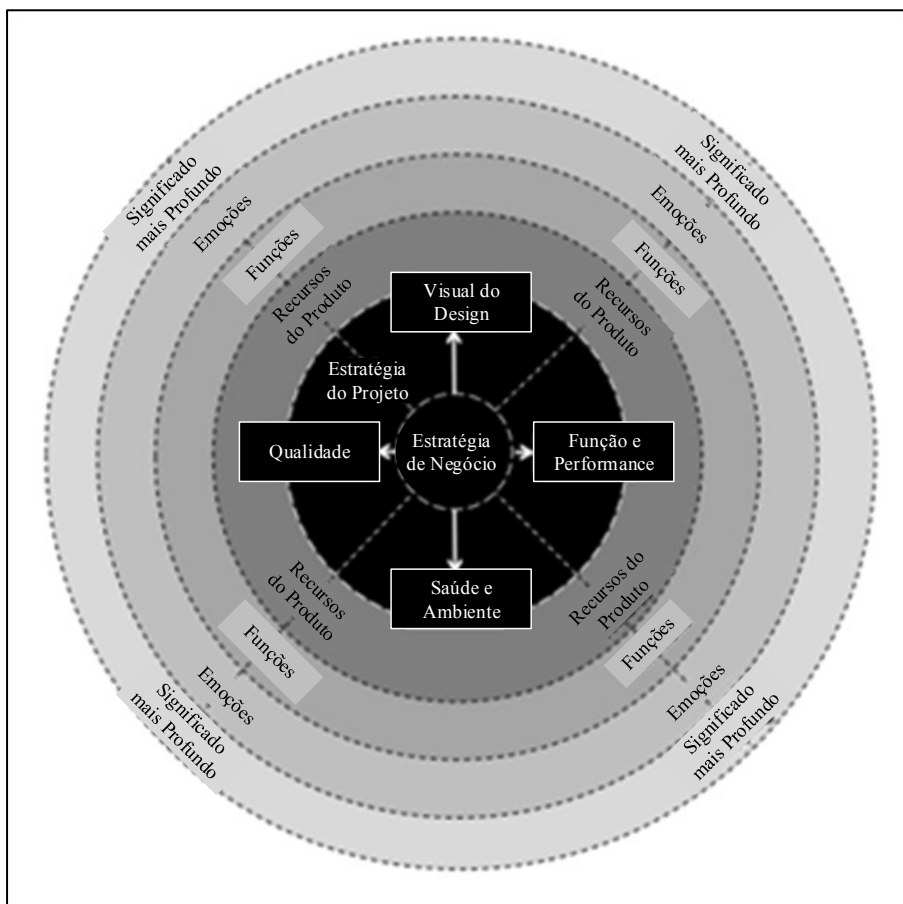 Significado
mais Profundo
Significado
mais Profundo
Emoções
Emoções
Funções
Funções
Recursos
do Produto
Recursos
do Produto
Visual do
Design
Estratégia
do Projeto
Qualidade
Estratégia
de Negócio
Função e
Performance
Saúde e
Ambiente
Recursos
do Produto
Recursos do
Produto
Funções
Funções
Emoções
Emoções
Significado
mais Profundo
Significado
mais Profundo